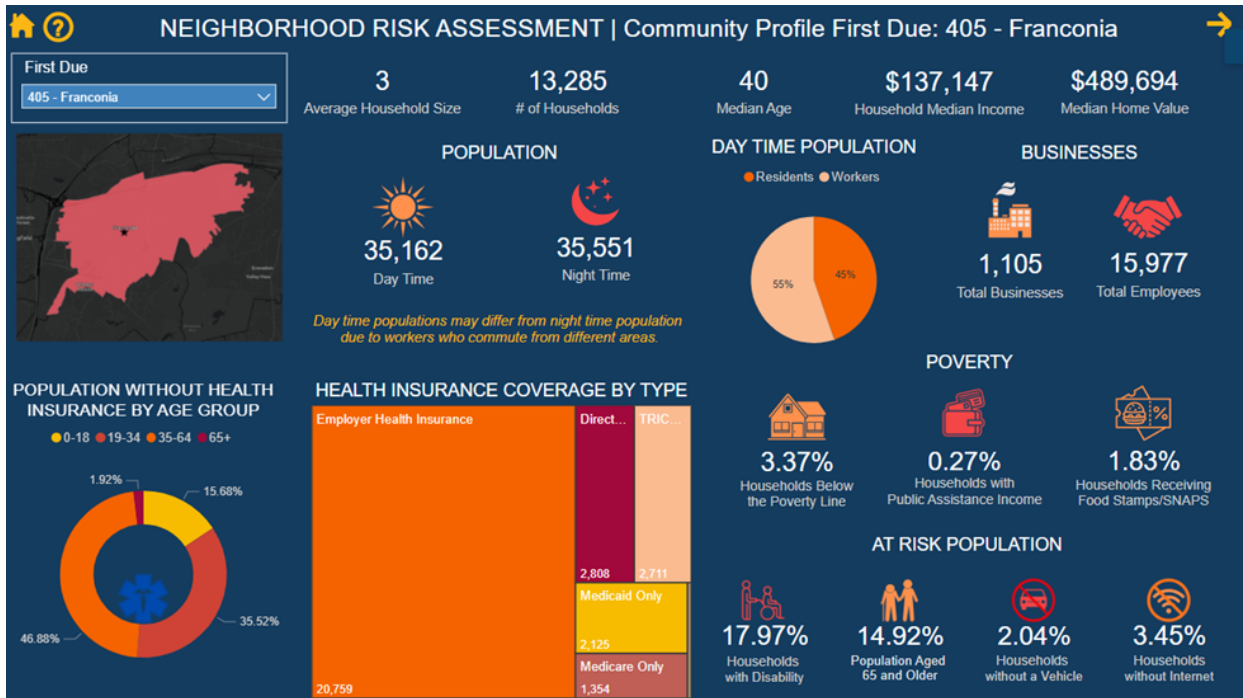 NEIGHBORHOOD RISK ASSESSMENT | Community Profile First Due: 405 - Franconia
First Due
405 - Franconia
3
Average Household Size
13,285
# of Households
40
Median Age
$137,147
Household Median Income
$489,694
Median Home Value
POPULATION
35,162
Day Time
35,551
Night Time
Day time populations may differ from night time population
due to workers who commute from different areas.
DAY TIME POPULATION
Residents Workers
55%
45%
BUSINESSES
1,105
Total Businesses
15,977
Total Employees
POPULATION WITHOUT HEALTH
INSURANCE BY AGE GROUP
0-18 19-34 35-64 65+
1.92%
15.68%
35.52%
46.88%
HEALTH INSURANCE COVERAGE BY TYPE
Employer Health Insurance
20,759
Direct...
2,808
TRIC...
2,711
Medicaid Only
2,125
Medicare Only
1,354
POVERTY
3.37%
Households Below
the Poverty Line
0.27%
Households with
Public Assistance Income
1.83%
Households Receiving
Food Stamps/SNAPS
AT RISK POPULATION
17.97%
Households
with Disability
14.92%
Population Aged
65 and Older
2.04%
Households
without a Vehicle
3.45%
Households
without Internet